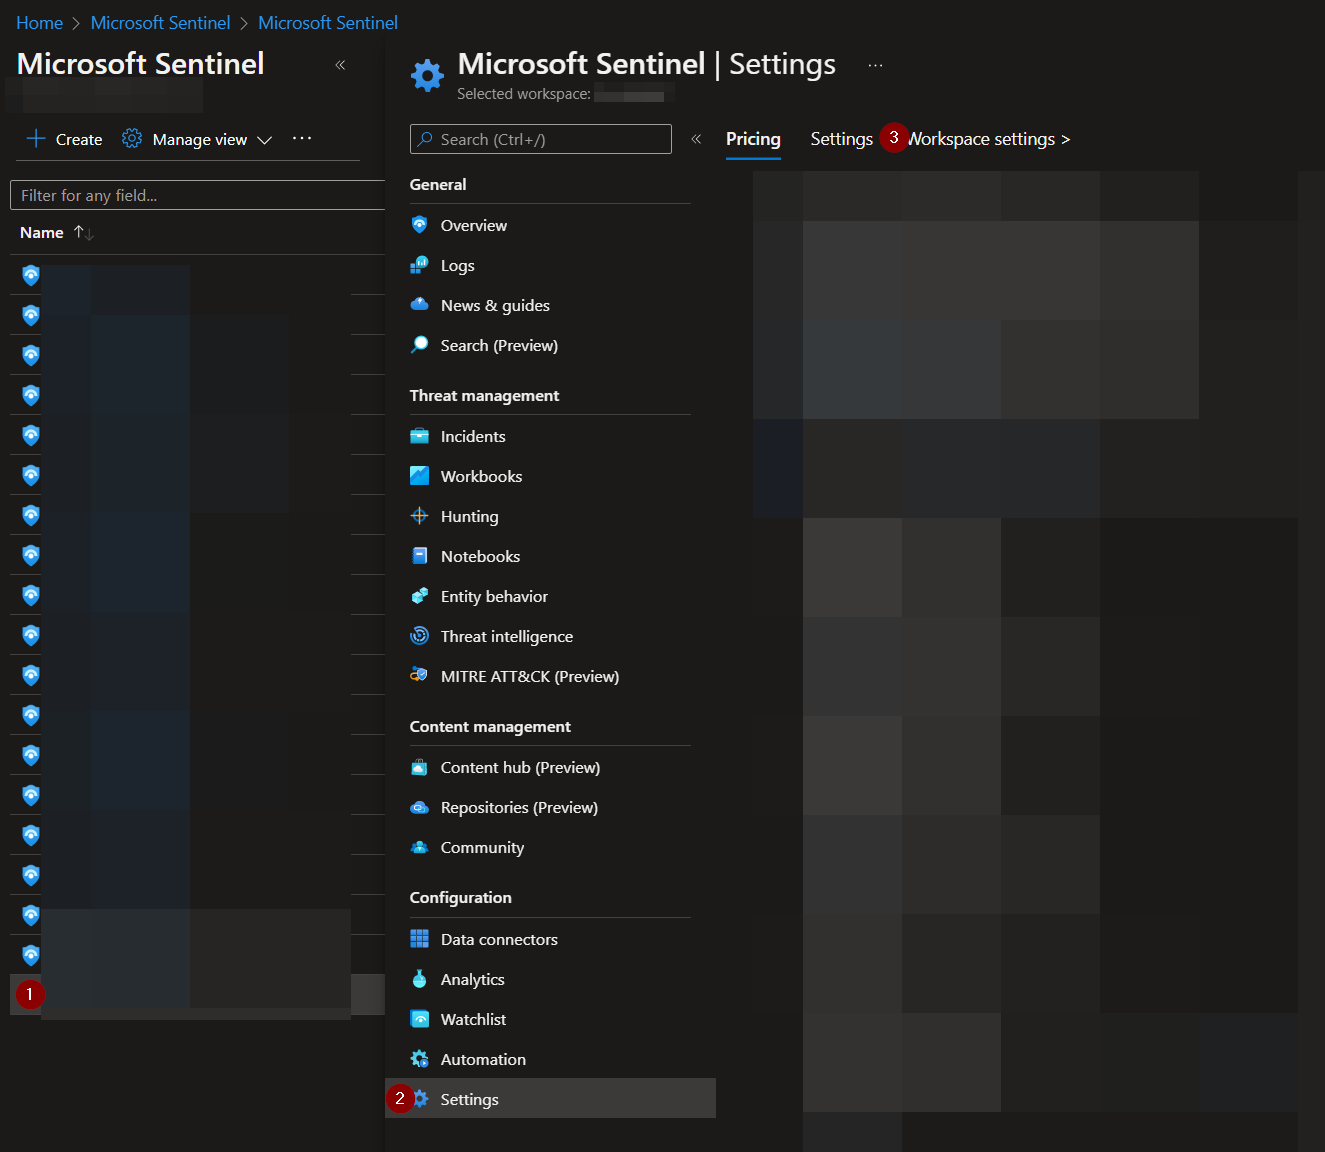 Home > Microsoft Sentinel > Microsoft Sentinel
Microsoft Sentinel «
Create Manage view ...
Filter for any field...
Name ↑↓
1
Microsoft Sentinel | Settings ...
Selected workspace:
Search (Ctrl+/) «
General
Overview
Logs
News & guides
Search (Preview)
Threat management
Incidents
Workbooks
Hunting
Notebooks
Entity behavior
Threat intelligence
MITRE ATT&CK (Preview)
Content management
Content hub (Preview)
Repositories (Preview)
Community
Configuration
Data connectors
Analytics
Watchlist
Automation
2 Settings
Pricing Settings 3 Workspace settings >